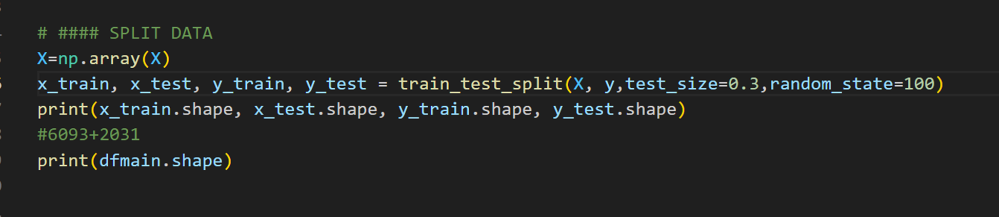 # #### SPLIT DATA
X=np.array(X)
x_train, x_test, y_train, y_test = train_test_split(X, y,test_size=0.3,random_state=100)
print(x_train.shape, x_test.shape, y_train.shape, y_test.shape)
#6093+2031
print(dfmain.shape)